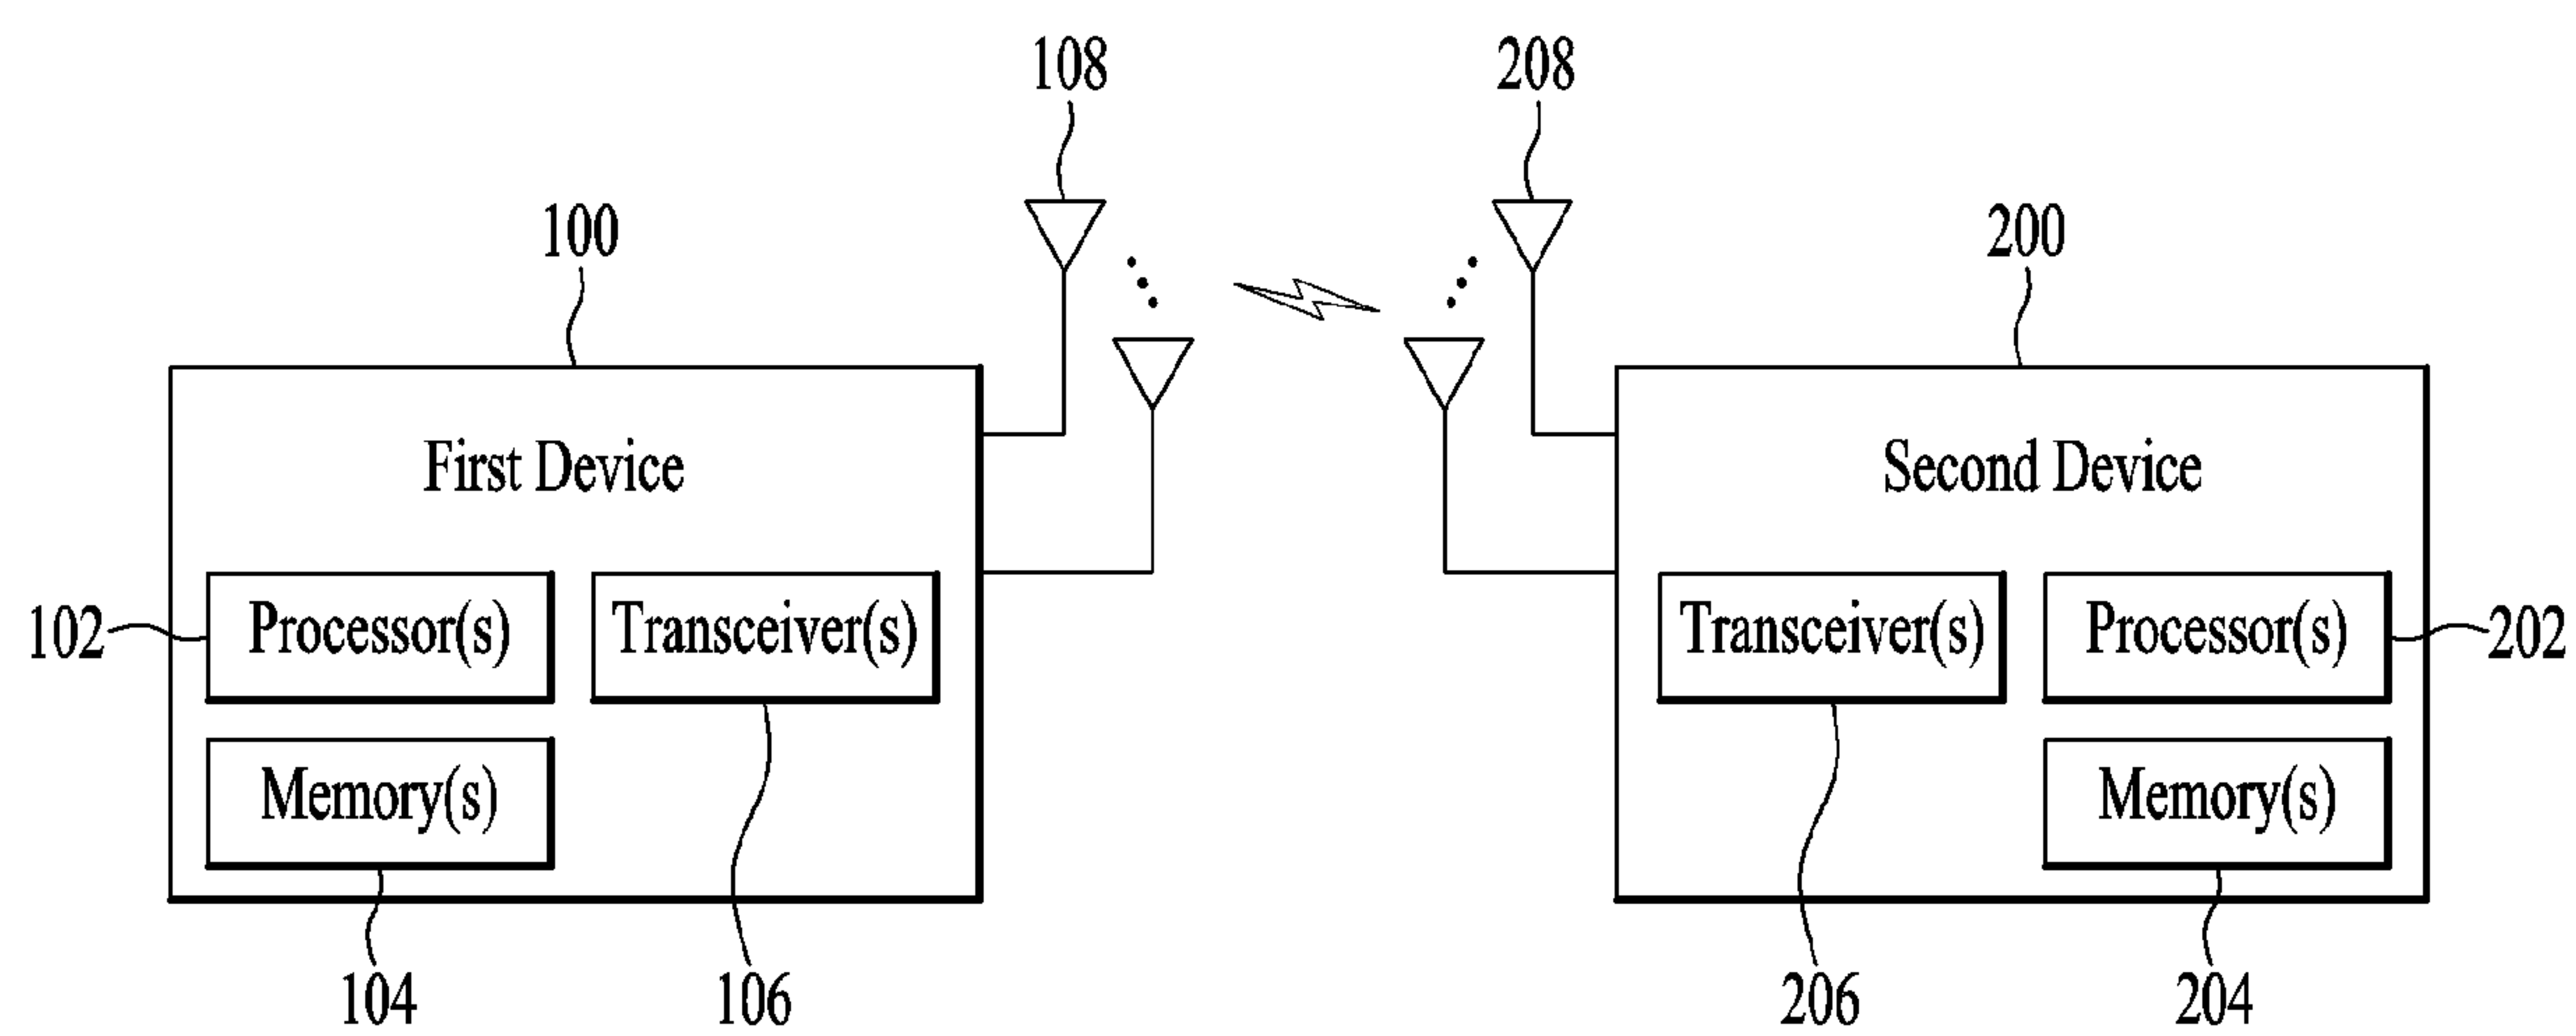 108
208
100
200
First Device
Second Device
102
Processor(s)
Transceiver(s)
Transceiver(s)
Processor(s)
202
Memory(s)
Memory(s)
104
106
206
204